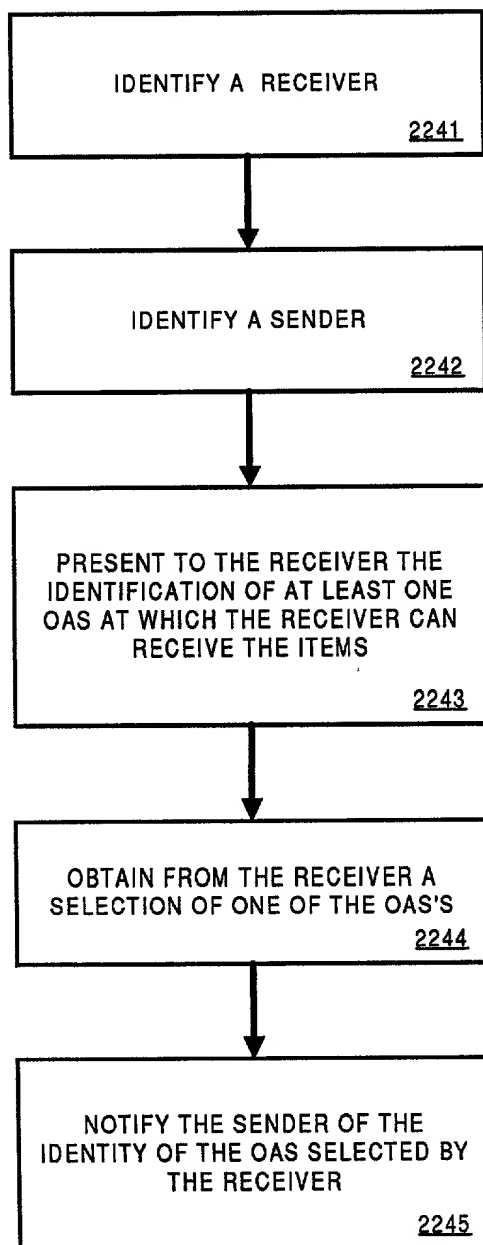 IDENTIFY A RECEIVER
2241
IDENTIFY A SENDER
2242
PRESENT TO THE RECEIVER THE
IDENTIFICATION OF AT LEAST ONE
OAS AT WHICH THE RECEIVER CAN
RECEIVE THE ITEMS
2243
OBTAIN FROM THE RECEIVER A
SELECTION OF ONE OF THE OAS'S
2244
NOTIFY THE SENDER OF THE
IDENTITY OF THE OAS SELECTED BY
THE RECEIVER
2245